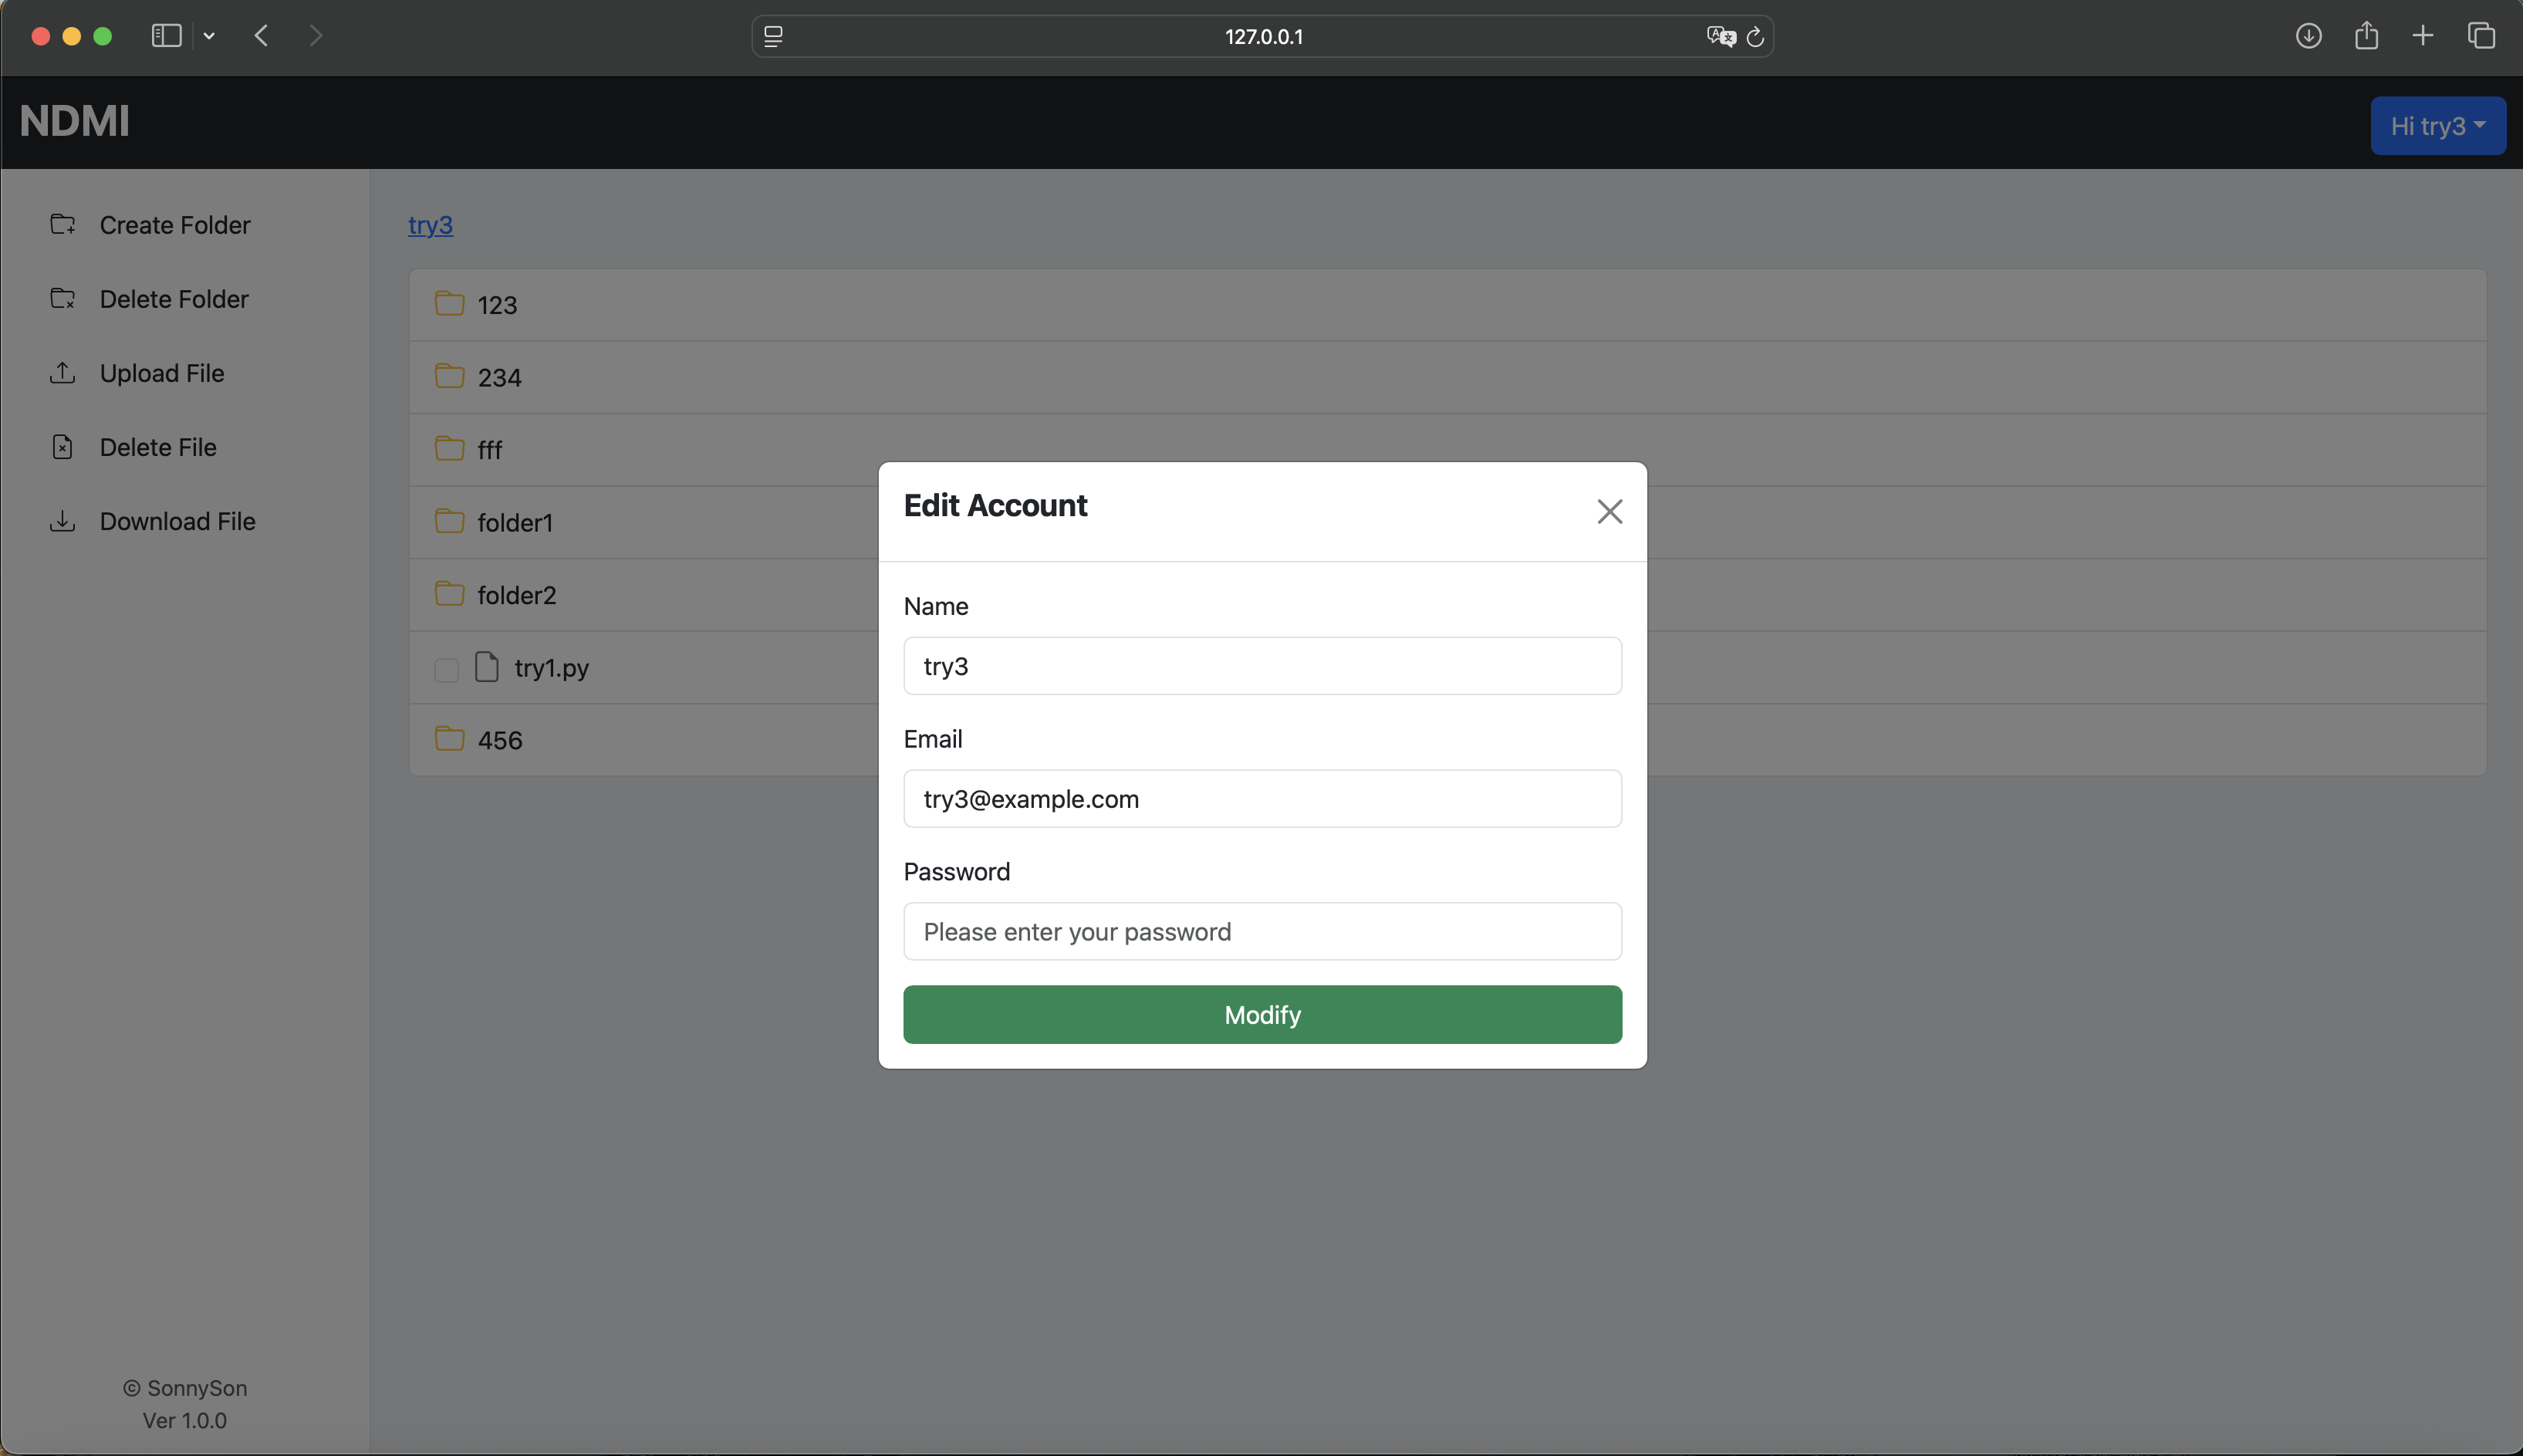 127.0.0.1
NDMI
Hi try3
Create Folder
Delete Folder
Upload File
Delete File
Download File
try3
123
234
fff
folder1
folder2
try1.py
456
Edit Account
Name
try3
Email
try3@example.com
Password
Please enter your password
Modify
© SonnySon
Ver 1.0.0